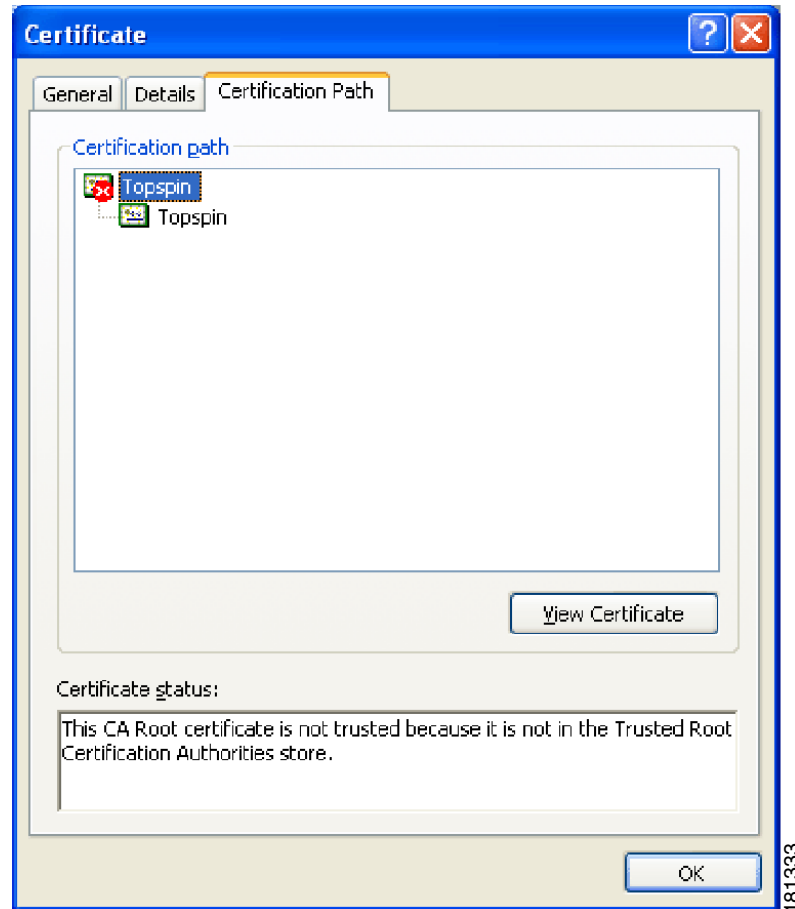 Certificate
General Details Certification Path
Certification path
Topspin
Topspin
View Certificate
Certificate status:
This CA Root certificate is not trusted because it is not in the Trusted Root
Certification Authorities store.
OK
181333